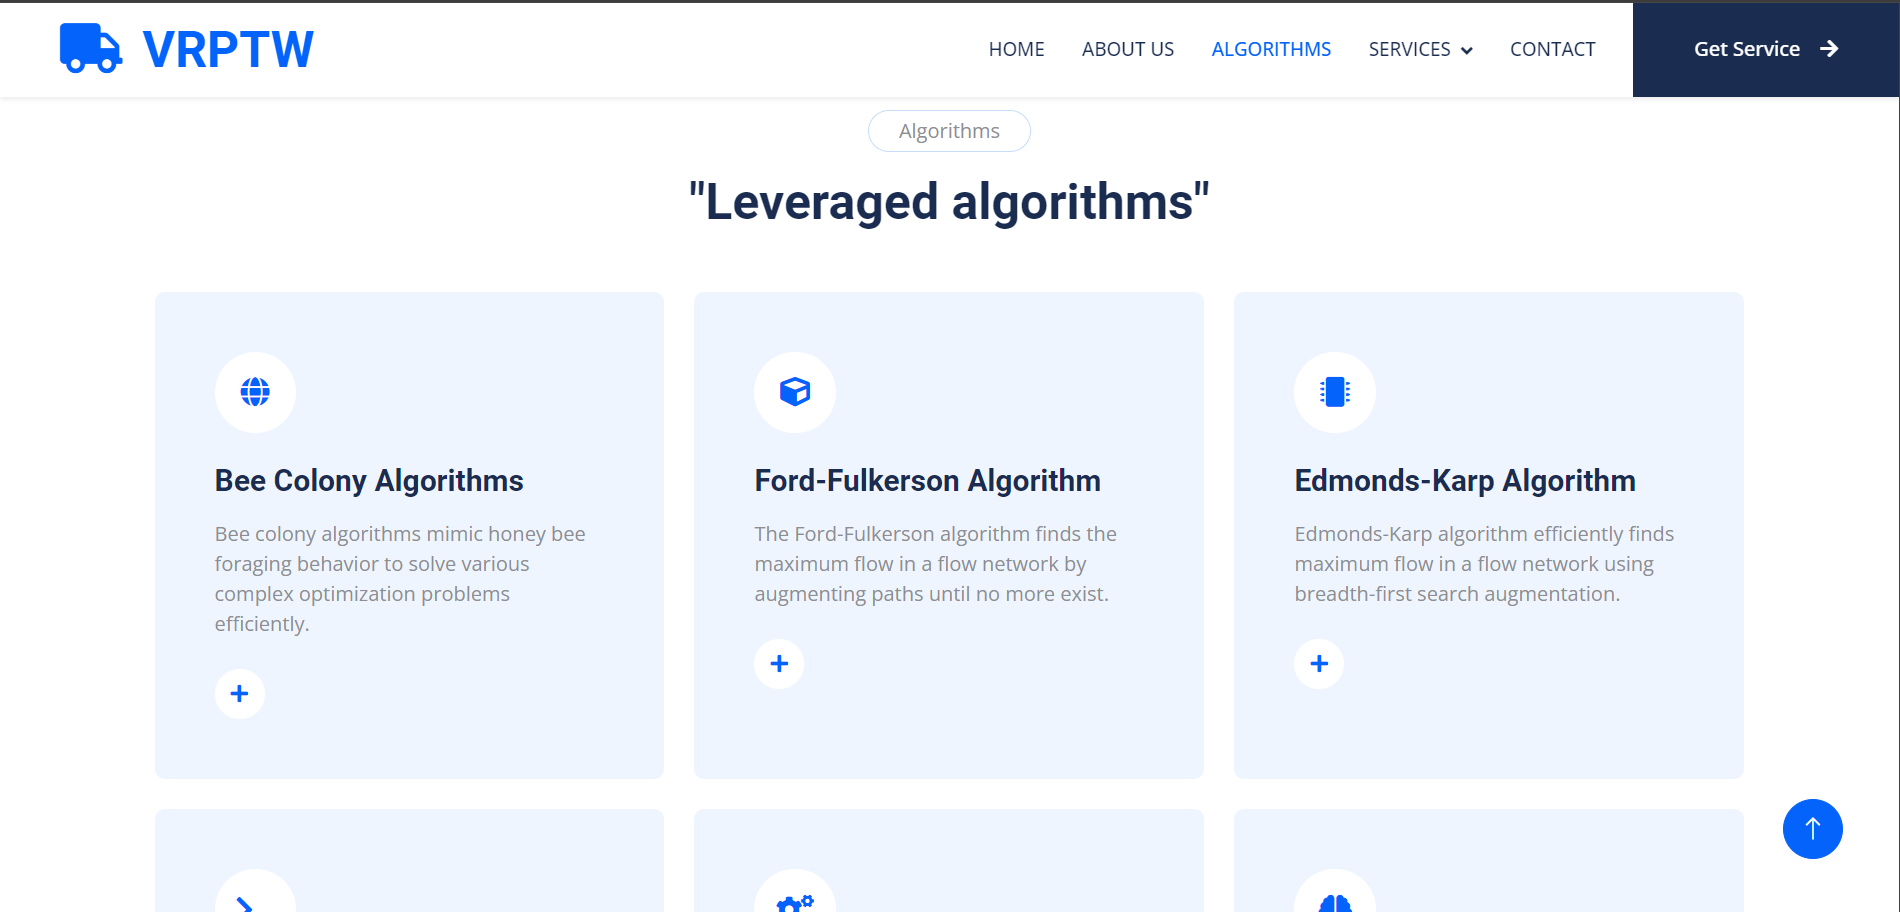 VRPTW
HOME
ABOUT US
ALGORITHMS
SERVICES
CONTACT
Get Service
Algorithms
"Leveraged algorithms"
Bee Colony Algorithms
Bee colony algorithms mimic honey bee
foraging behavior to solve various
complex optimization problems
efficiently.
Ford-Fulkerson Algorithm
The Ford-Fulkerson algorithm finds the
maximum flow in a flow network by
augmenting paths until no more exist.
Edmonds-Karp Algorithm
Edmonds-Karp algorithm efficiently finds
maximum flow in a flow network using
breadth-first search augmentation.